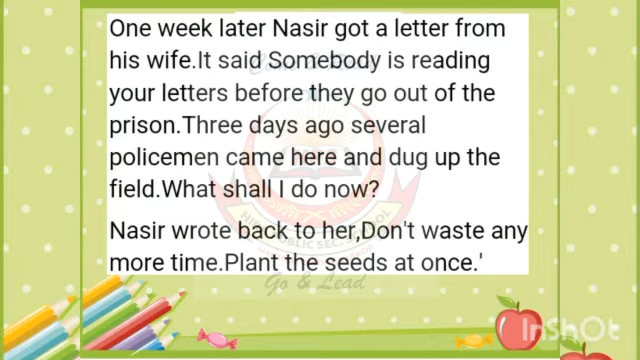 One week later Nasir got a letter from
his wife.It said Somebody is reading
your letters before they go out of the
prison.Three days ago several
policemen came here and dug up the
field.What shall I do now?
Nasir wrote back to her,Don't waste any
more time.Plant the seeds at once.'
Go & Lead
InShOt